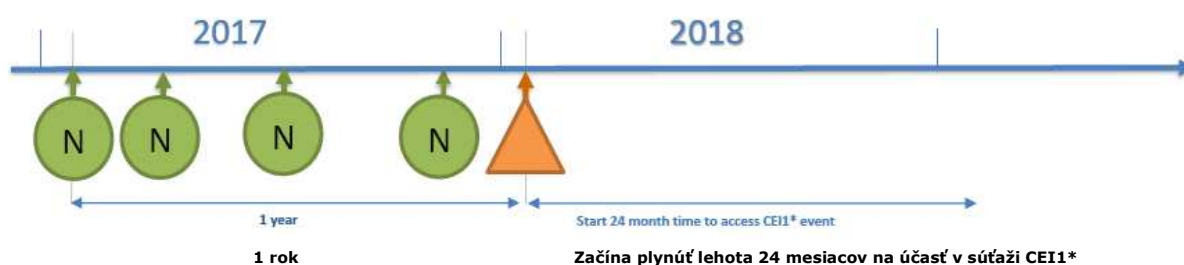 2017 2018
N N N N
1 year Start 24 month time to access CEI1* event
1 rok Začína plynúť lehota 24 mesiacov na účasť v súťaži CEI1*